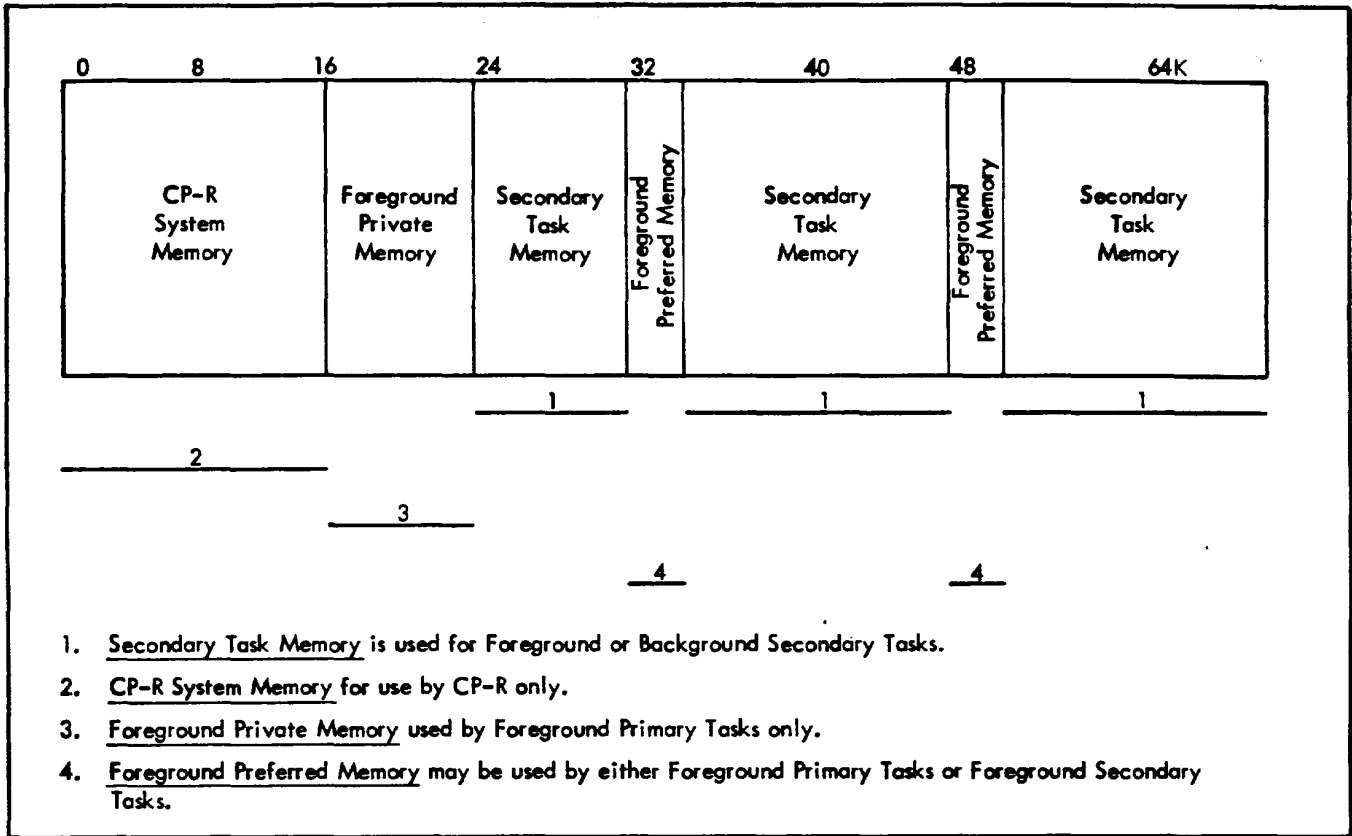 0 8 16 24 32 40 48 64K
CP-R
System
Memory
Foreground
Private
Memory
Secondary
Task
Memory
Foreground
Preferred Memory
Secondary
Task
Memory
Foreground
Preferred Memory
Secondary
Task
Memory
1 1 1
2
3
4 4
1. Secondary Task Memory is used for Foreground or Background Secondary Tasks.
2. CP-R System Memory for use by CP-R only.
3. Foreground Private Memory used by Foreground Primary Tasks only.
4. Foreground Preferred Memory may be used by either Foreground Primary Tasks or Foreground Secondary
Tasks.